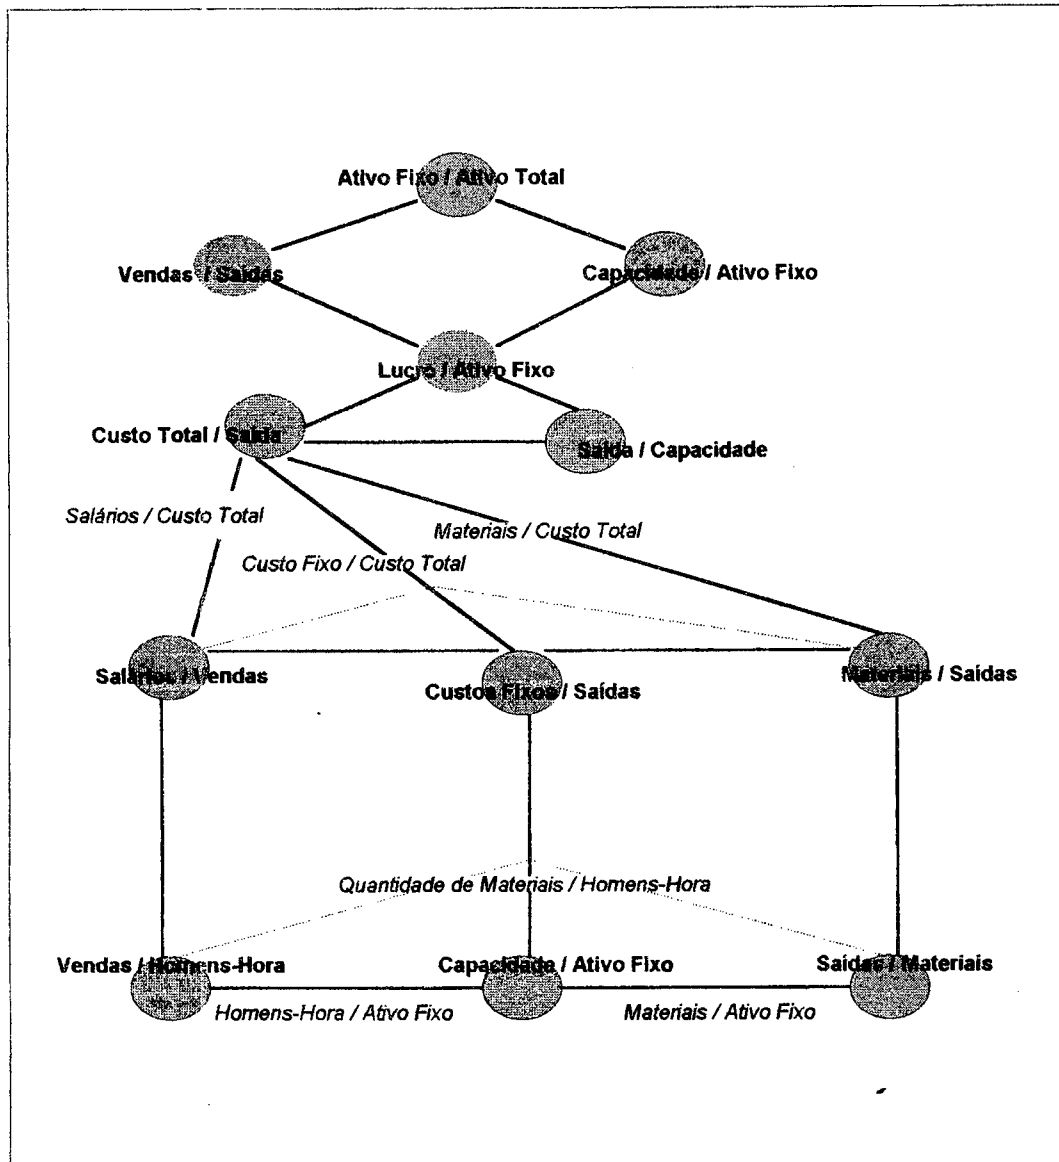 Ativo Fixo / Ativo Total
Vendas / Saídas
Capacidade / Ativo Fixo
Lucro / Ativo Fixo
Custo Total / Saída
Saída / Capacidade
Salários / Custo Total
Materiais / Custo Total
Custo Fixo / Custo Total
Salários / Vendas
Custos Fixos / Saídas
Materiais / Saídas
Quantidade de Materiais / Homens-Hora
Vendas / Homens-Hora
Capacidade / Ativo Fixo
Saídas / Materiais
Homens-Hora / Ativo Fixo
Materiais / Ativo Fixo